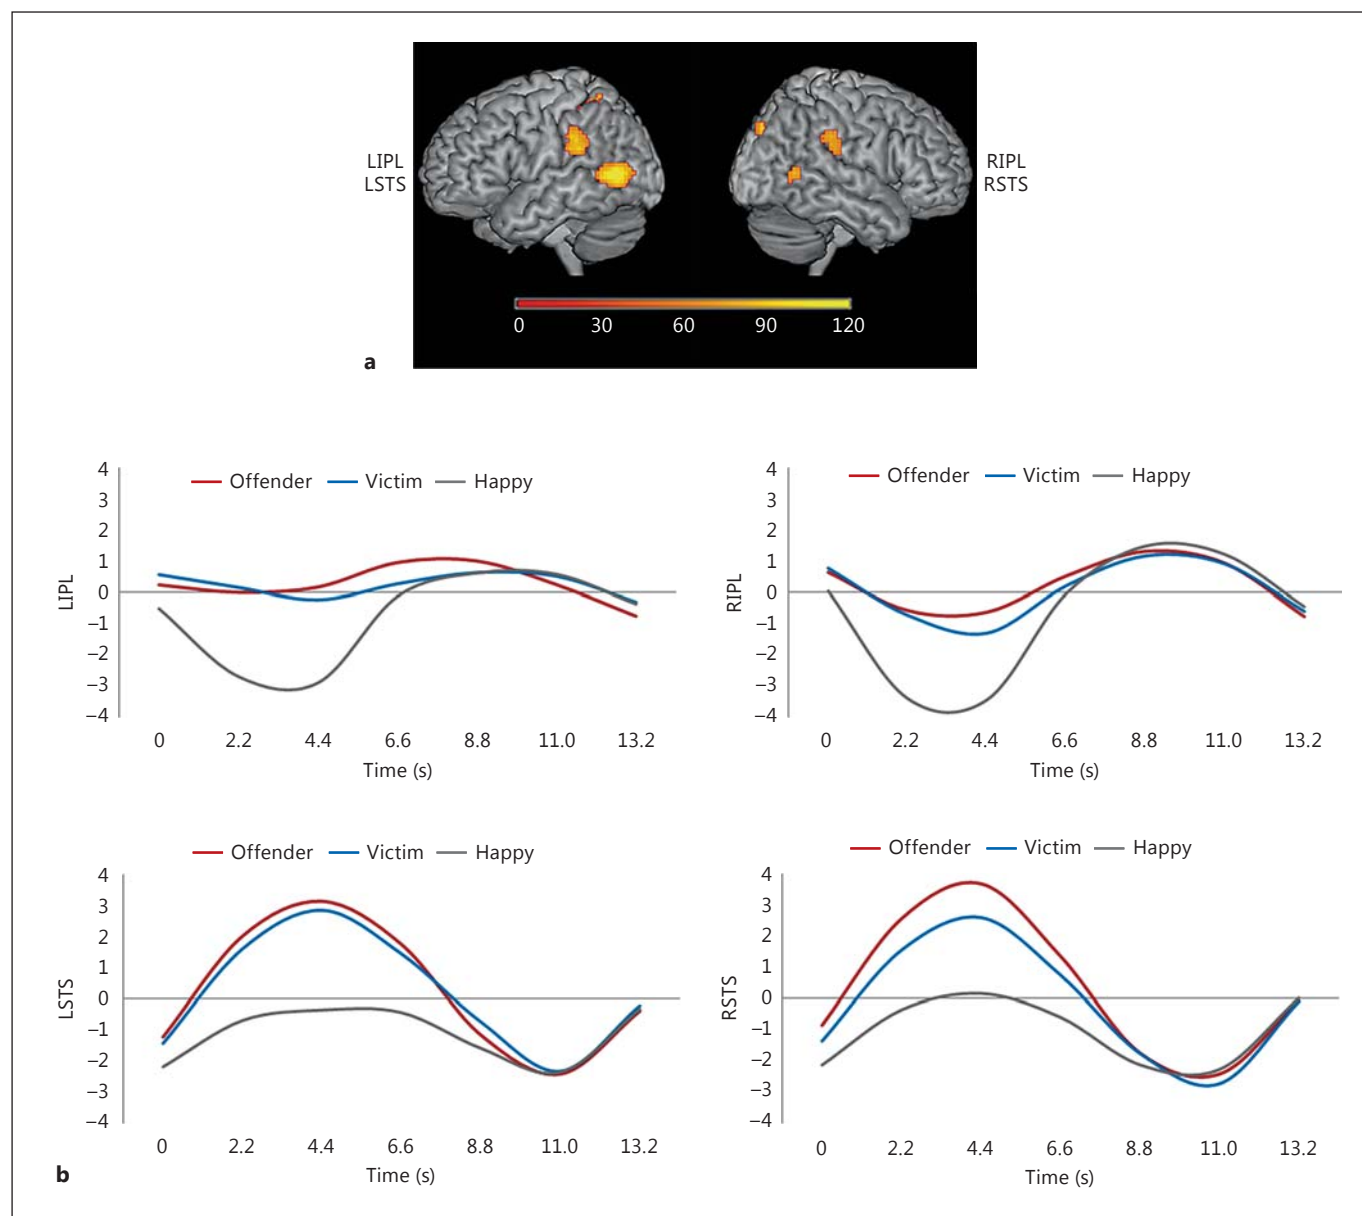 LIPL
LSTS
RIPL
RSTS
0 30 60 90 120
a
Offender Victim Happy
4
3
2
1
0
–1
–2
–3
–4
LIPL
0 2.2 4.4 6.6 8.8 11.0 13.2
Time (s)
Offender Victim Happy
4
3
2
1
0
–1
–2
–3
–4
RIPL
0 2.2 4.4 6.6 8.8 11.0 13.2
Time (s)
Offender Victim Happy
4
3
2
1
0
–1
–2
–3
–4
LSTS
0 2.2 4.4 6.6 8.8 11.0 13.2
Time (s)
Offender Victim Happy
4
3
2
1
0
–1
–2
–3
–4
RSTS
0 2.2 4.4 6.6 8.8 11.0 13.2
Time (s)
b